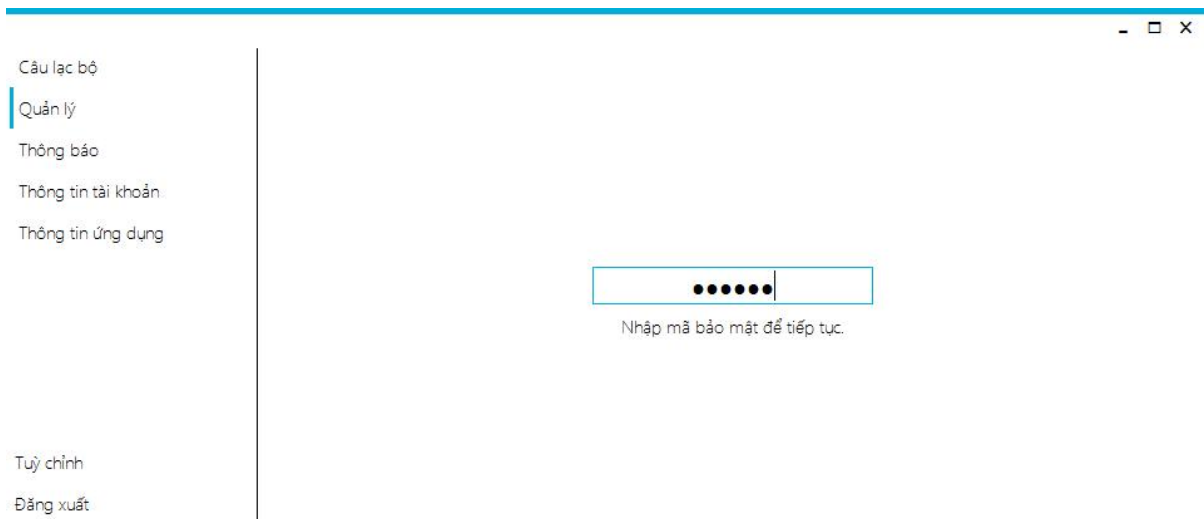 Câu lạc bộ
Quản lý
Thông báo
Thông tin tài khoản
Thông tin ứng dụng
••••••
Nhập mã bảo mật để tiếp tục.
Tuỳ chỉnh
Đăng xuất